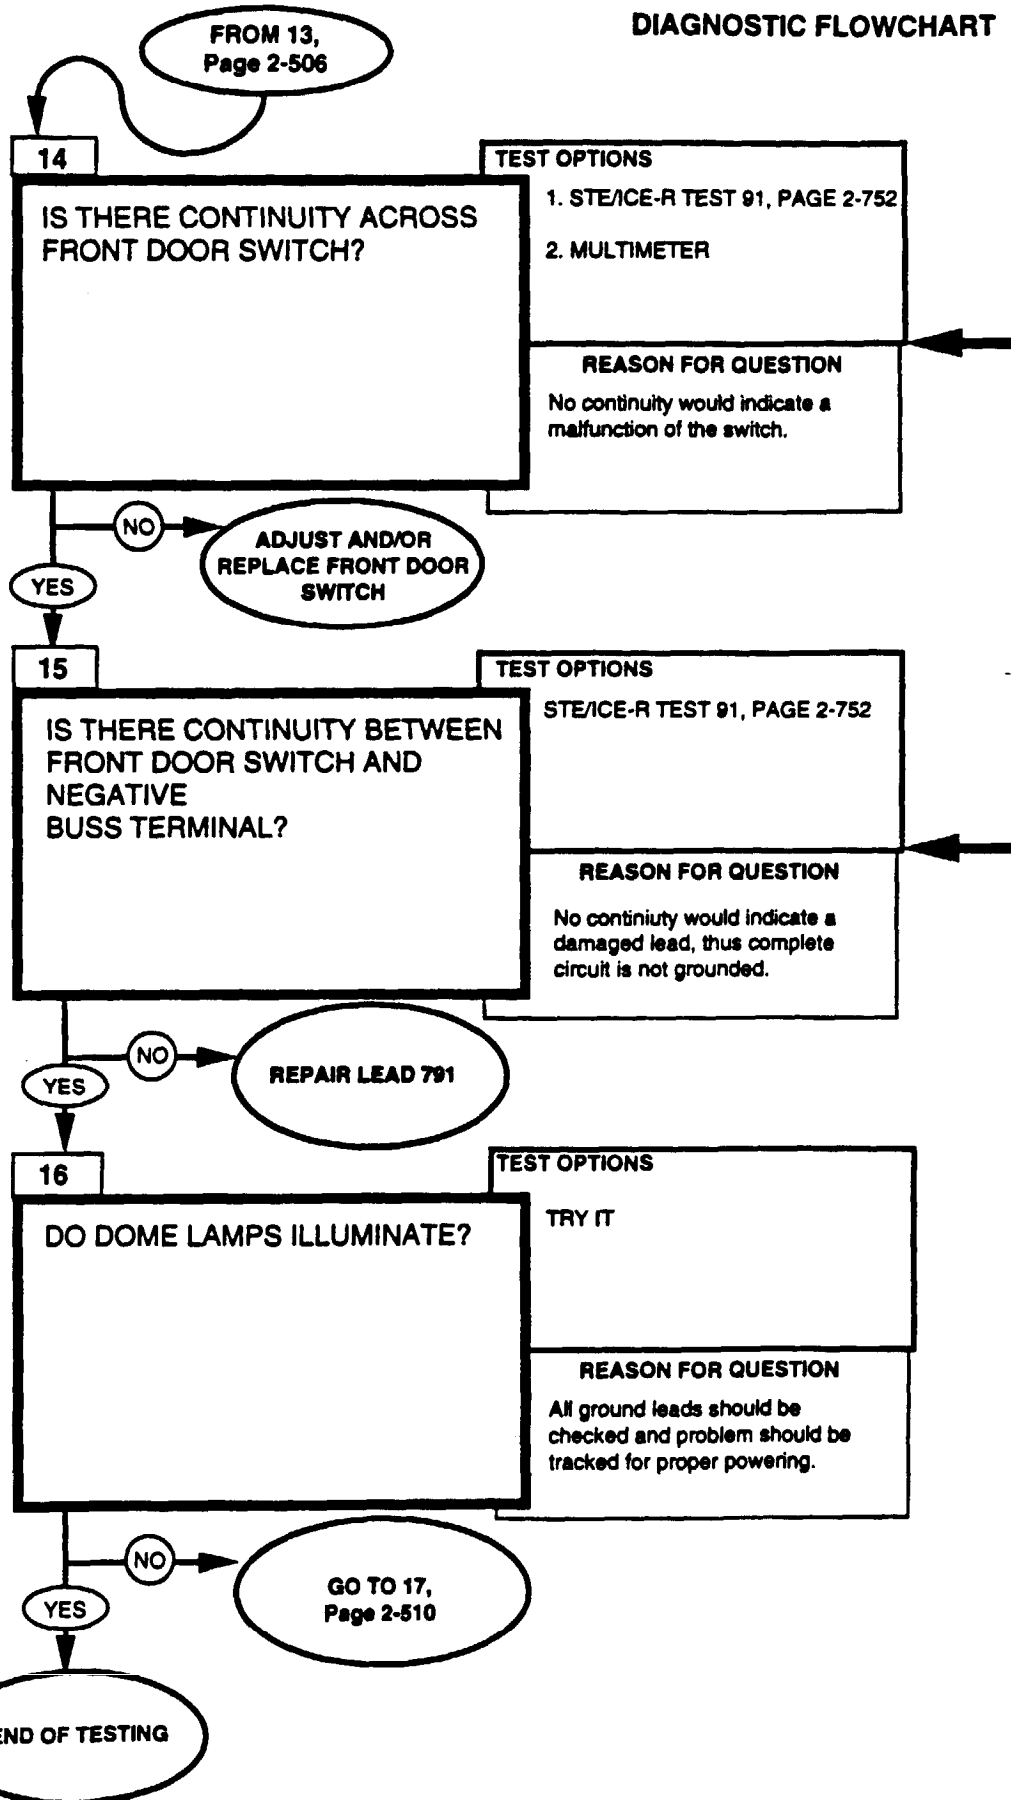 DIAGNOSTIC FLOWCHART
FROM 13,
Page 2-506
14
IS THERE CONTINUITY ACROSS
FRONT DOOR SWITCH?
TEST OPTIONS
1. STE/ICE-R TEST 91, PAGE 2-752
2. MULTIMETER
REASON FOR QUESTION
No continuity would indicate a
malfunction of the switch.
NO
ADJUST AND/OR
REPLACE FRONT DOOR
SWITCH
YES
15
IS THERE CONTINUITY BETWEEN
FRONT DOOR SWITCH AND
NEGATIVE
BUSS TERMINAL?
TEST OPTIONS
STE/ICE-R TEST 91, PAGE 2-752
REASON FOR QUESTION
No continiuty would indicate a
damaged lead, thus complete
circuit is not grounded.
NO
REPAIR LEAD 791
YES
16
DO DOME LAMPS ILLUMINATE?
TEST OPTIONS
TRY IT
REASON FOR QUESTION
All ground leads should be
checked and problem should be
tracked for proper powering.
NO
GO TO 17,
Page 2-510
YES
END OF TESTING